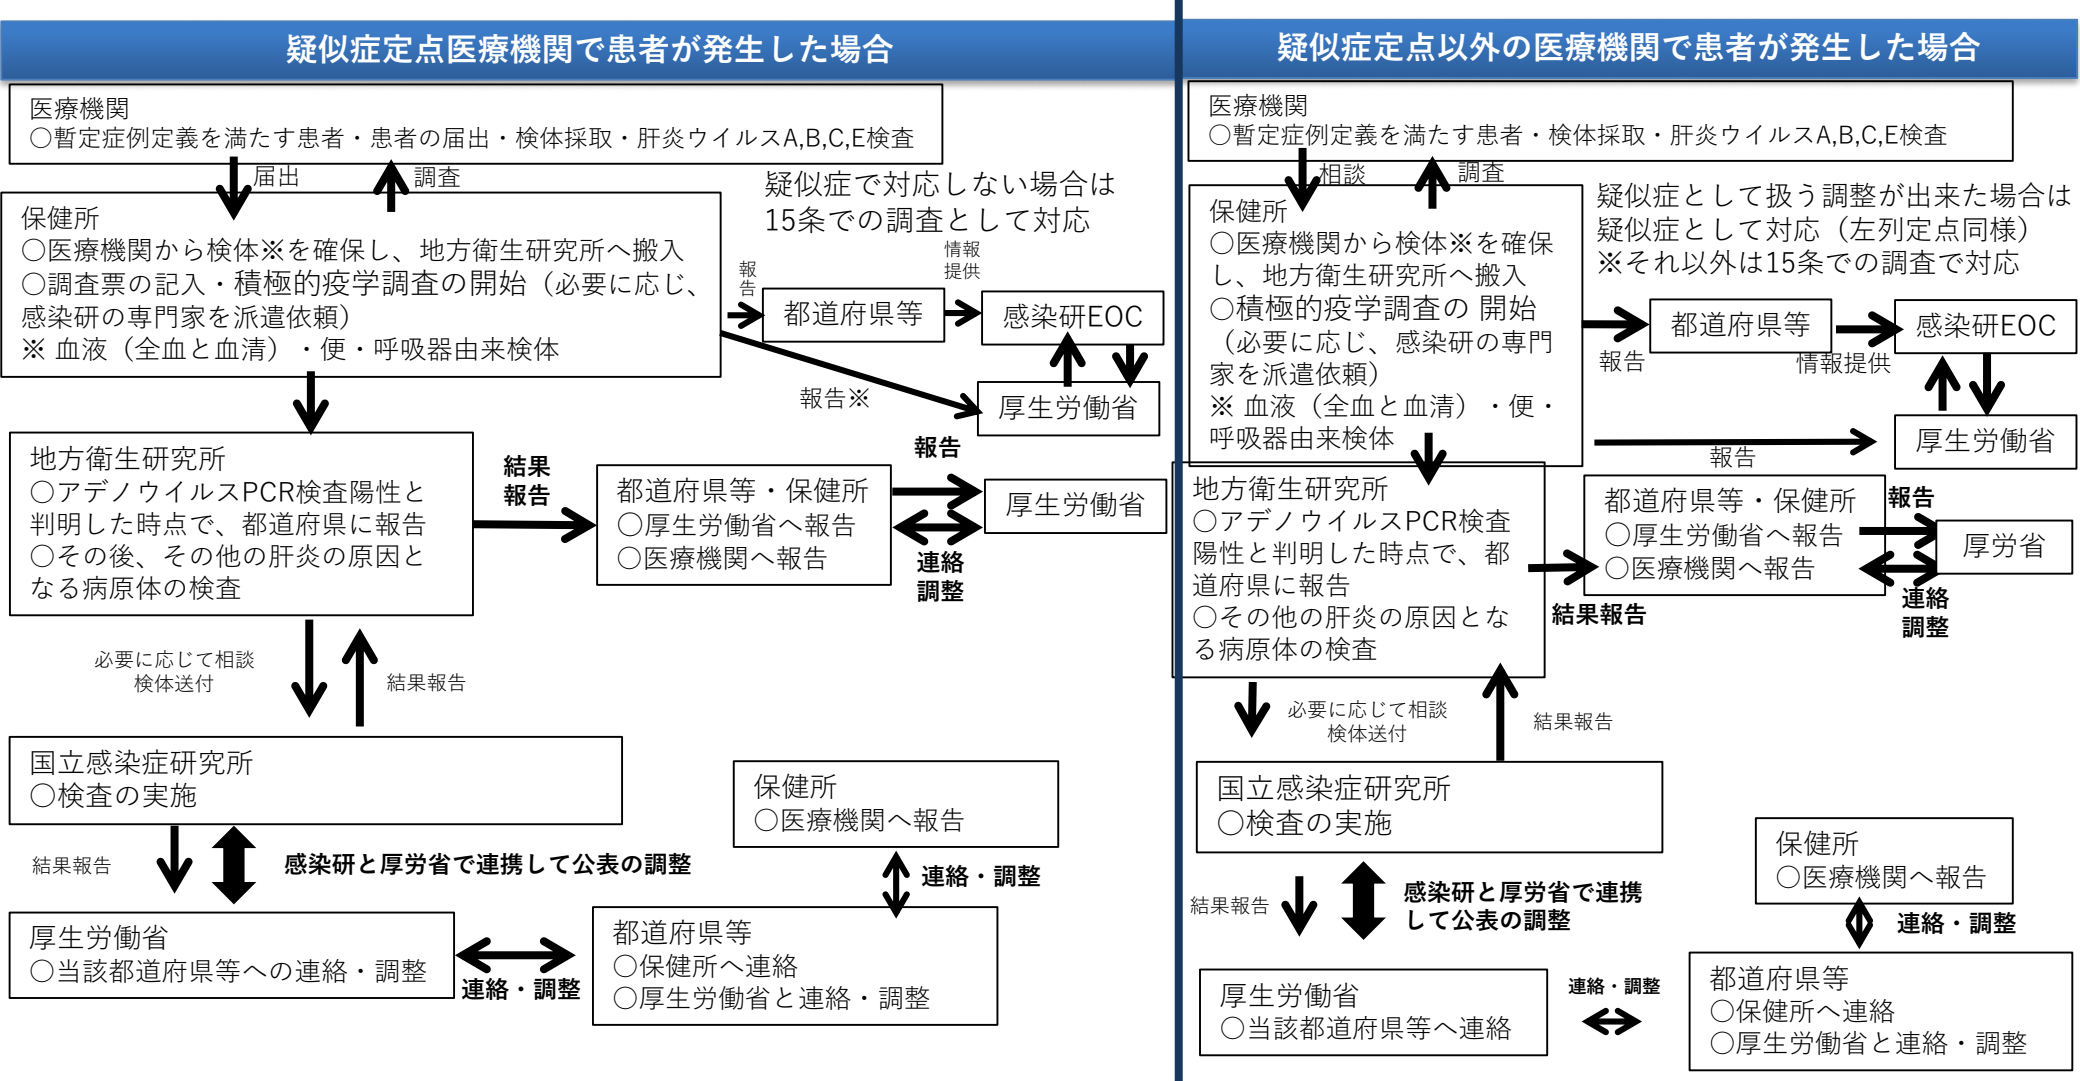 疑似症定点医療機関で患者が発生した場合
医療機関
○暫定症例定義を満たす患者・患者の届出・検体採取・肝炎ウイルスA,B,C,E検査
届出
調査
保健所
○医療機関から検体※を確保し、地方衛生研究所へ搬入
○調査票の記入・積極的疫学調査の開始（必要に応じ、
感染研の専門家を派遣依頼）
※ 血液（全血と血清）・便・呼吸器由来検体
疑似症で対応しない場合は
15条での調査として対応
報
告
都道府県等
情報
提供
感染研EOC
報告※
厚生労働省
地方衛生研究所
○アデノウイルスPCR検査陽性と
判明した時点で、都道府県に報告
○その後、その他の肝炎の原因と
なる病原体の検査
結果
報告
都道府県等・保健所
○厚生労働省へ報告
○医療機関へ報告
報告
厚生労働省
連絡
調整
必要に応じて相談
検体送付
結果報告
国立感染症研究所
○検査の実施
結果報告
感染研と厚労省で連携して公表の調整
保健所
○医療機関へ報告
連絡・調整
厚生労働省
○当該都道府県等への連絡・調整
連絡・調整
都道府県等
○保健所へ連絡
○厚生労働省と連絡・調整
疑似症定点以外の医療機関で患者が発生した場合
医療機関
○暫定症例定義を満たす患者・検体採取・肝炎ウイルスA,B,C,E検査
相談
調査
保健所
○医療機関から検体※を確保
し、地方衛生研究所へ搬入
○積極的疫学調査の 開始
（必要に応じ、感染研の専門
家を派遣依頼）
※ 血液（全血と血清）・便・
呼吸器由来検体
疑似症として扱う調整が出来た場合は
疑似症として対応（左列定点同様）
※それ以外は15条での調査で対応
報告
都道府県等
情報提供
感染研EOC
報告
厚生労働省
地方衛生研究所
○アデノウイルスPCR検査
陽性と判明した時点で、都
道府県に報告
○その他の肝炎の原因とな
る病原体の検査
結果報告
都道府県等・保健所
○厚生労働省へ報告
○医療機関へ報告
報告
厚労省
連絡
調整
必要に応じて相談
検体送付
結果報告
国立感染症研究所
○検査の実施
結果報告
感染研と厚労省で連携
して公表の調整
保健所
○医療機関へ報告
連絡・調整
厚生労働省
○当該都道府県等へ連絡
連絡・調整
都道府県等
○保健所へ連絡
○厚生労働省と連絡・調整